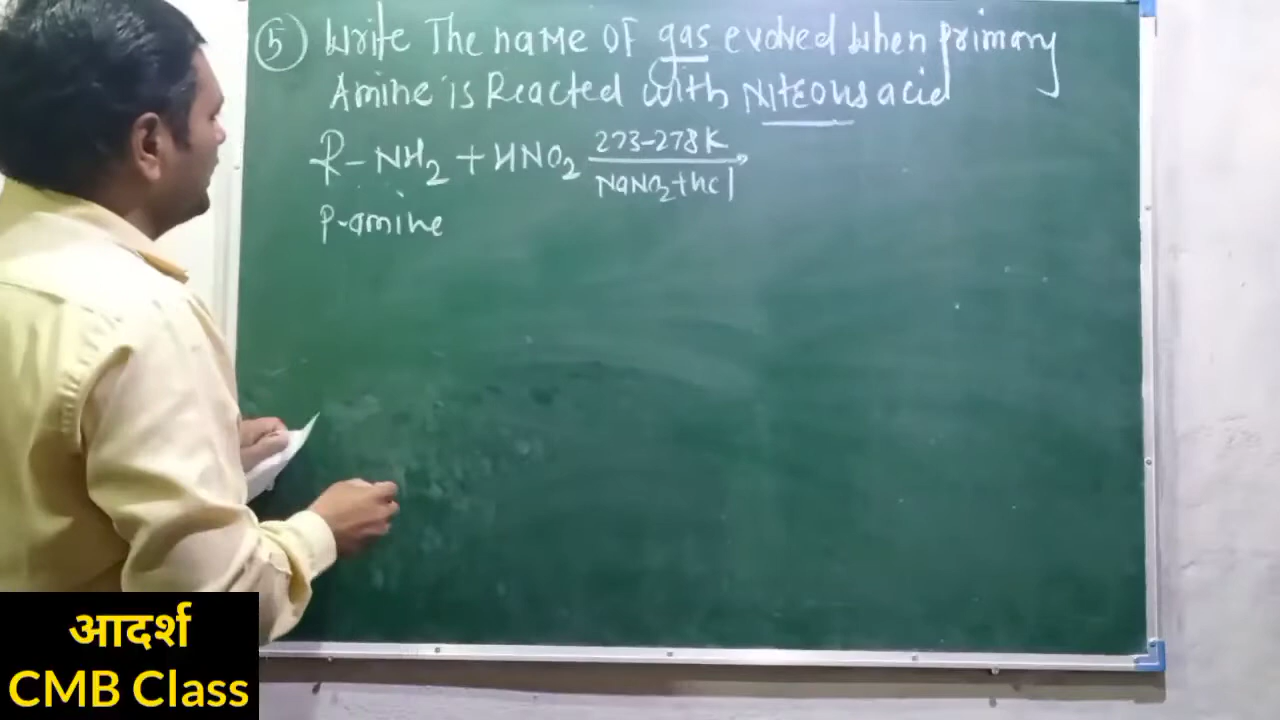 ⑤ Write The name of gas evolved when primary
Amine is Reacted with Niteous acid
R-NH₂ + HNO₂ 273-278K
NaNO₂+HCl
P-amine
आदर्श
CMB Class